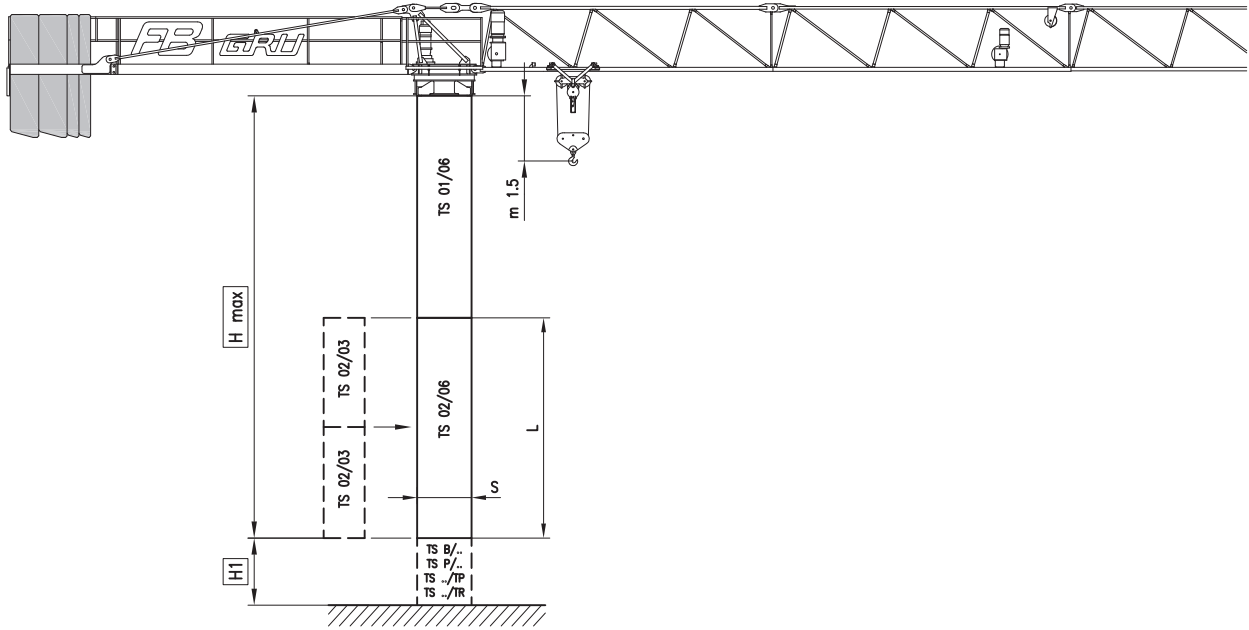 FB GRU
TS 01/06
m 1.5
H max
TS 02/03
TS 02/03
TS 02/06
L
S
H1
TS B/..
TS P/..
TS ../TP
TS ../TR